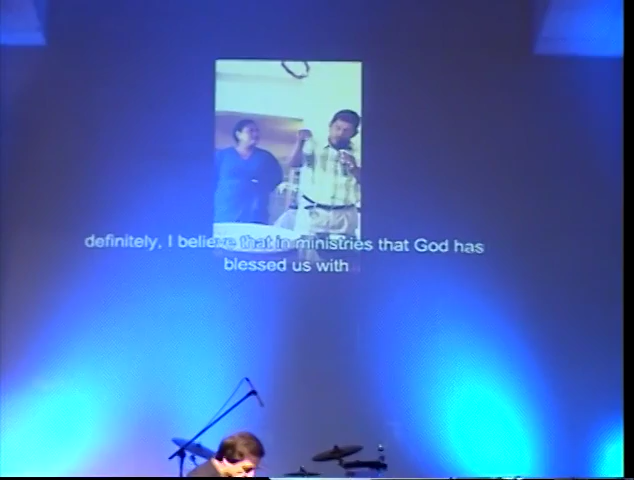 definitely, I believe that in ministries that God has
blessed us with